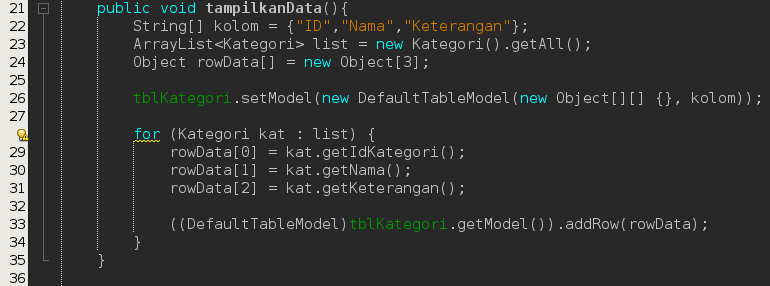 21 public void tampilkanData(){
22 String[] kolom = {"ID","Nama","Keterangan"};
23 ArrayList<Kategori> list = new Kategori().getAll();
24 Object rowData[] = new Object[3];
25
26 tblKategori.setModel(new DefaultTableModel(new Object[][] {}, kolom));
27
for (Kategori kat : list) {
29 rowData[0] = kat.getIdKategori();
30 rowData[1] = kat.getNama();
31 rowData[2] = kat.getKeterangan();
32
33 ((DefaultTableModel)tblKategori.getModel()).addRow(rowData);
34 }
35 }
36